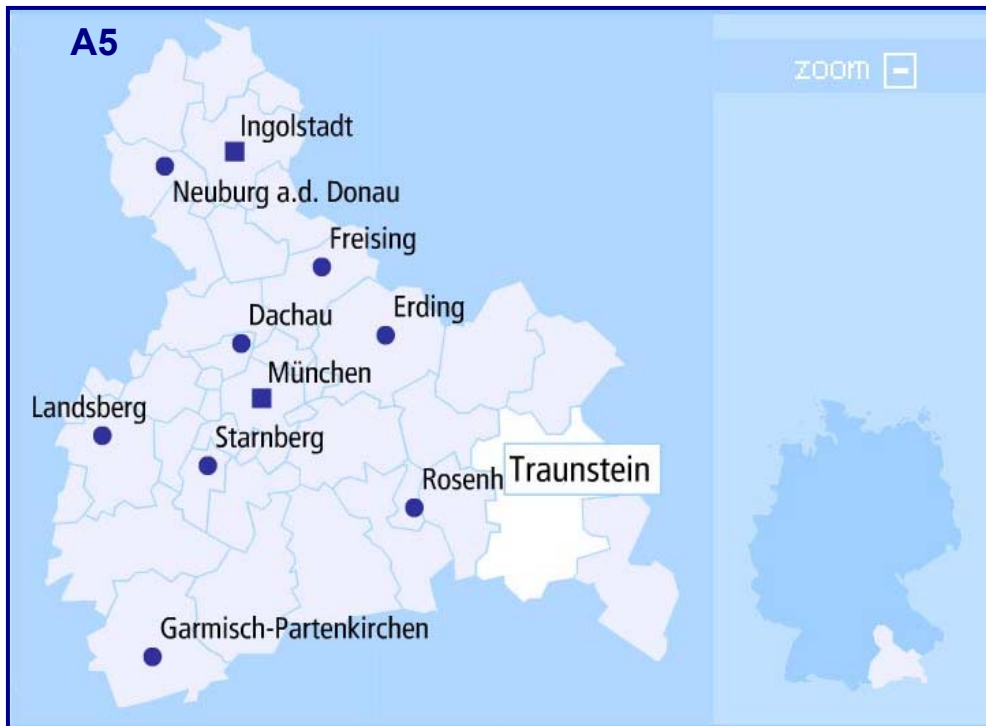 A5
zoom
Ingolstadt
Neuburg a.d. Donau
Freising
Dachau
Erding
München
Landsberg
Starnberg
Rosenh
Traunstein
Garmisch-Partenkirchen